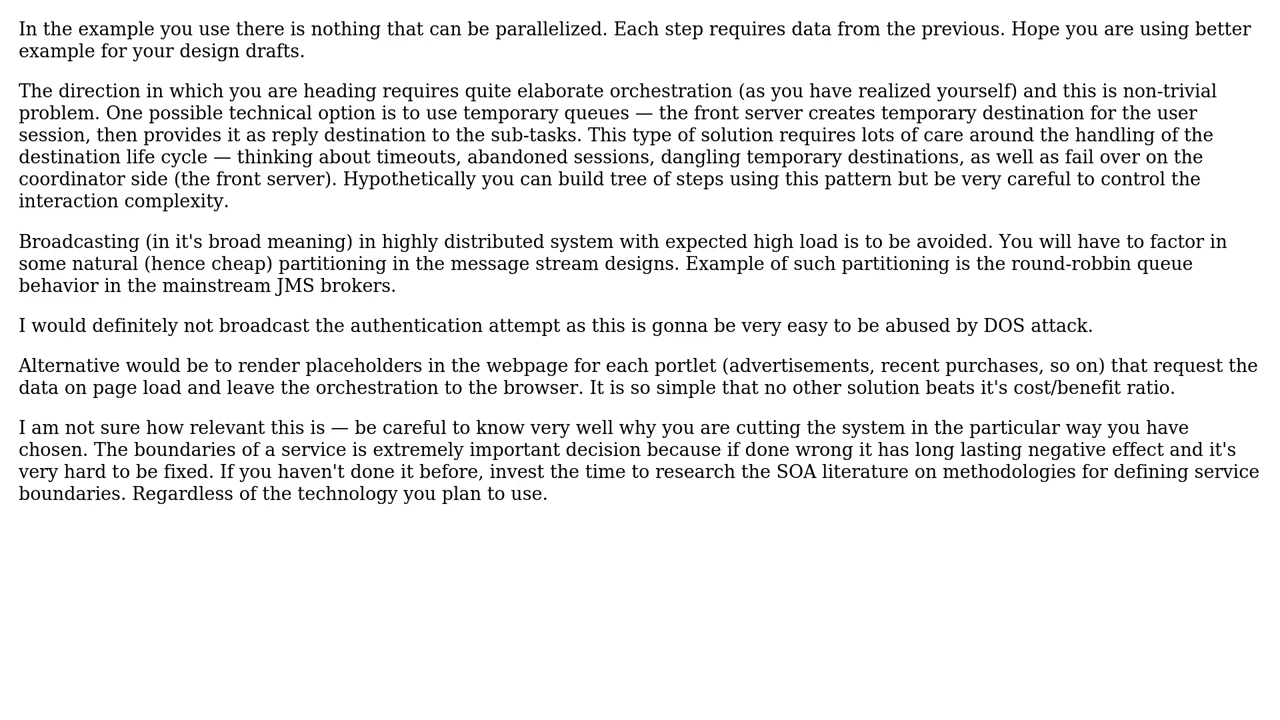 In the example you use there is nothing that can be parallelized. Each step requires data from the previous. Hope you are using better
example for your design drafts.
The direction in which you are heading requires quite elaborate orchestration (as you have realized yourself) and this is non-trivial
problem. One possible technical option is to use temporary queues — the front server creates temporary destination for the user
session, then provides it as reply destination to the sub-tasks. This type of solution requires lots of care around the handling of the
destination life cycle — thinking about timeouts, abandoned sessions, dangling temporary destinations, as well as fail over on the
coordinator side (the front server). Hypothetically you can build tree of steps using this pattern but be very careful to control the
interaction complexity.
Broadcasting (in it's broad meaning) in highly distributed system with expected high load is to be avoided. You will have to factor in
some natural (hence cheap) partitioning in the message stream designs. Example of such partitioning is the round-robbin queue
behavior in the mainstream JMS brokers.
I would definitely not broadcast the authentication attempt as this is gonna be very easy to be abused by DOS attack.
Alternative would be to render placeholders in the webpage for each portlet (advertisements, recent purchases, so on) that request the
data on page load and leave the orchestration to the browser. It is so simple that no other solution beats it's cost/benefit ratio.
I am not sure how relevant this is — be careful to know very well why you are cutting the system in the particular way you have
chosen. The boundaries of a service is extremely important decision because if done wrong it has long lasting negative effect and it's
very hard to be fixed. If you haven't done it before, invest the time to research the SOA literature on methodologies for defining service
boundaries. Regardless of the technology you plan to use.